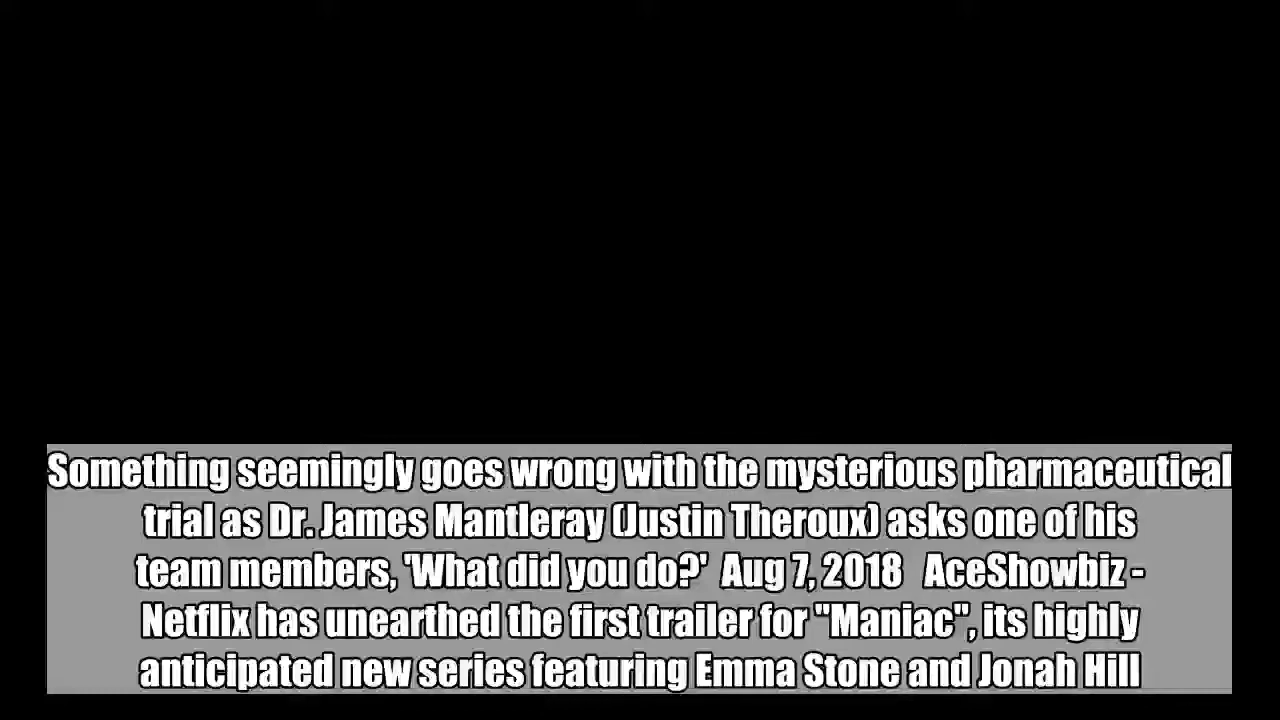 Something seemingly goes wrong with the mysterious pharmaceutical
trial as Dr. James Mantleray (Justin Theroux) asks one of his
team members, 'What did you do?'  Aug 7, 2018   AceShowbiz -
Netflix has unearthed the first trailer for "Maniac", its highly
anticipated new series featuring Emma Stone and Jonah Hill